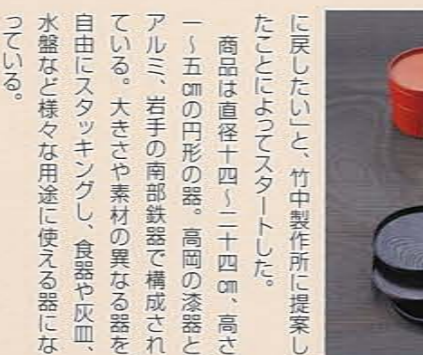 に戻したい」と、竹中製作所に提案し
たことによってスタートした。
　商品は直径十四〜二十四㎝、高さ
一〜五㎝の円形の器。高岡の漆器と
アルミ、岩手の南部鉄器で構成され
ている。大きさや素材の異なる器を
自由にスタッキングし、食器や灰皿、
水盤など様々な用途に使える器にな
っている。